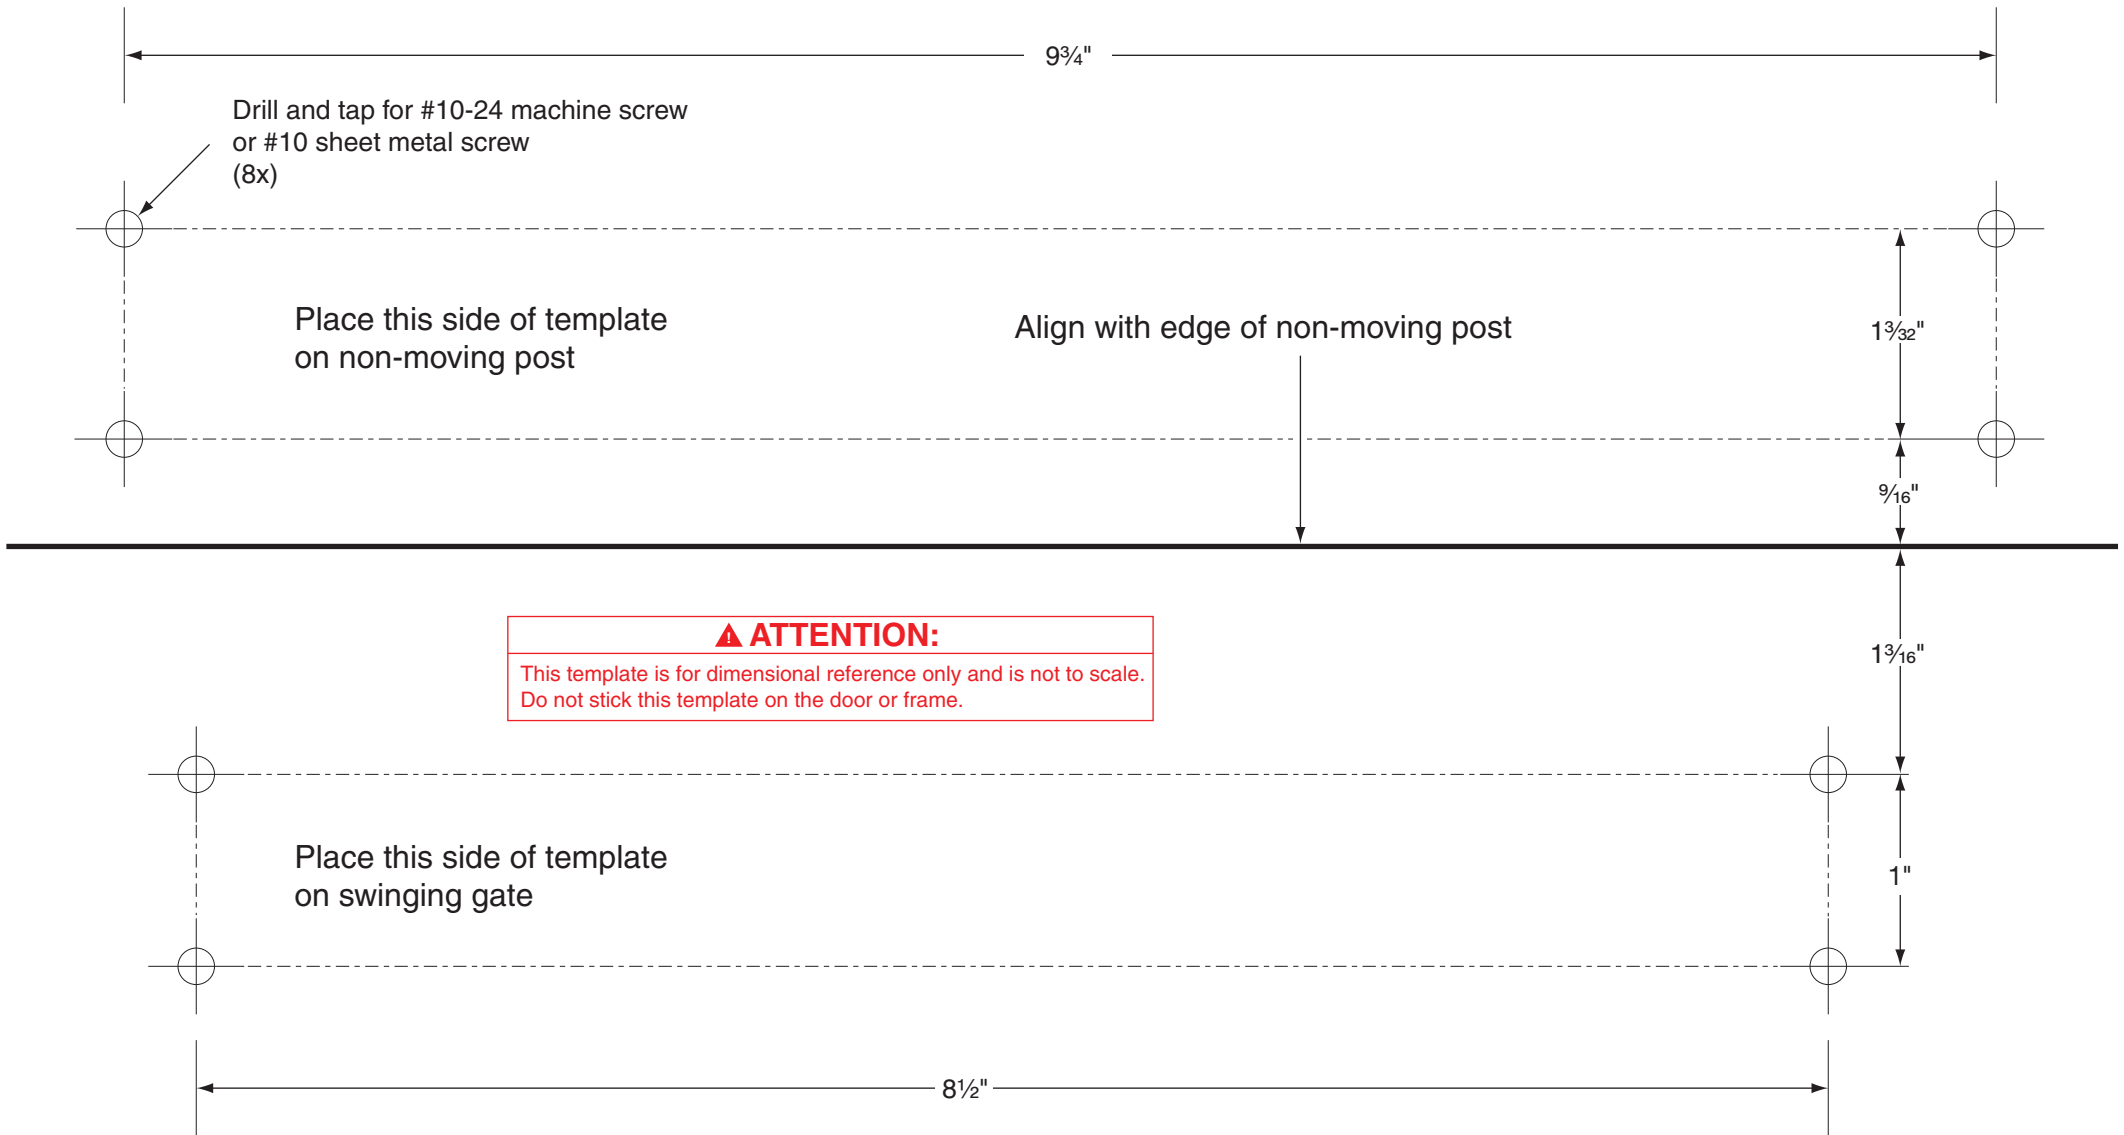 9¾"
Drill and tap for #10-24 machine screw
or #10 sheet metal screw
(8x)
Place this side of template
on non-moving post
Align with edge of non-moving post
1³⁄₃₂"
⁹⁄₁₆"
ATTENTION:
This template is for dimensional reference only and is not to scale.
Do not stick this template on the door or frame.
1³⁄₁₆"
Place this side of template
on swinging gate
1"
8½"